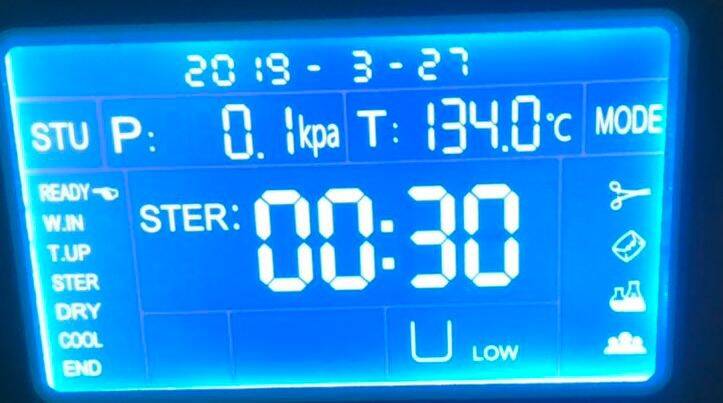 2019-3-27
STU P: 0.1kpa T: 134.0°C MODE
READY
W.IN
T.UP
STER
DRY
COOL
END
STER: 00:30
LOW